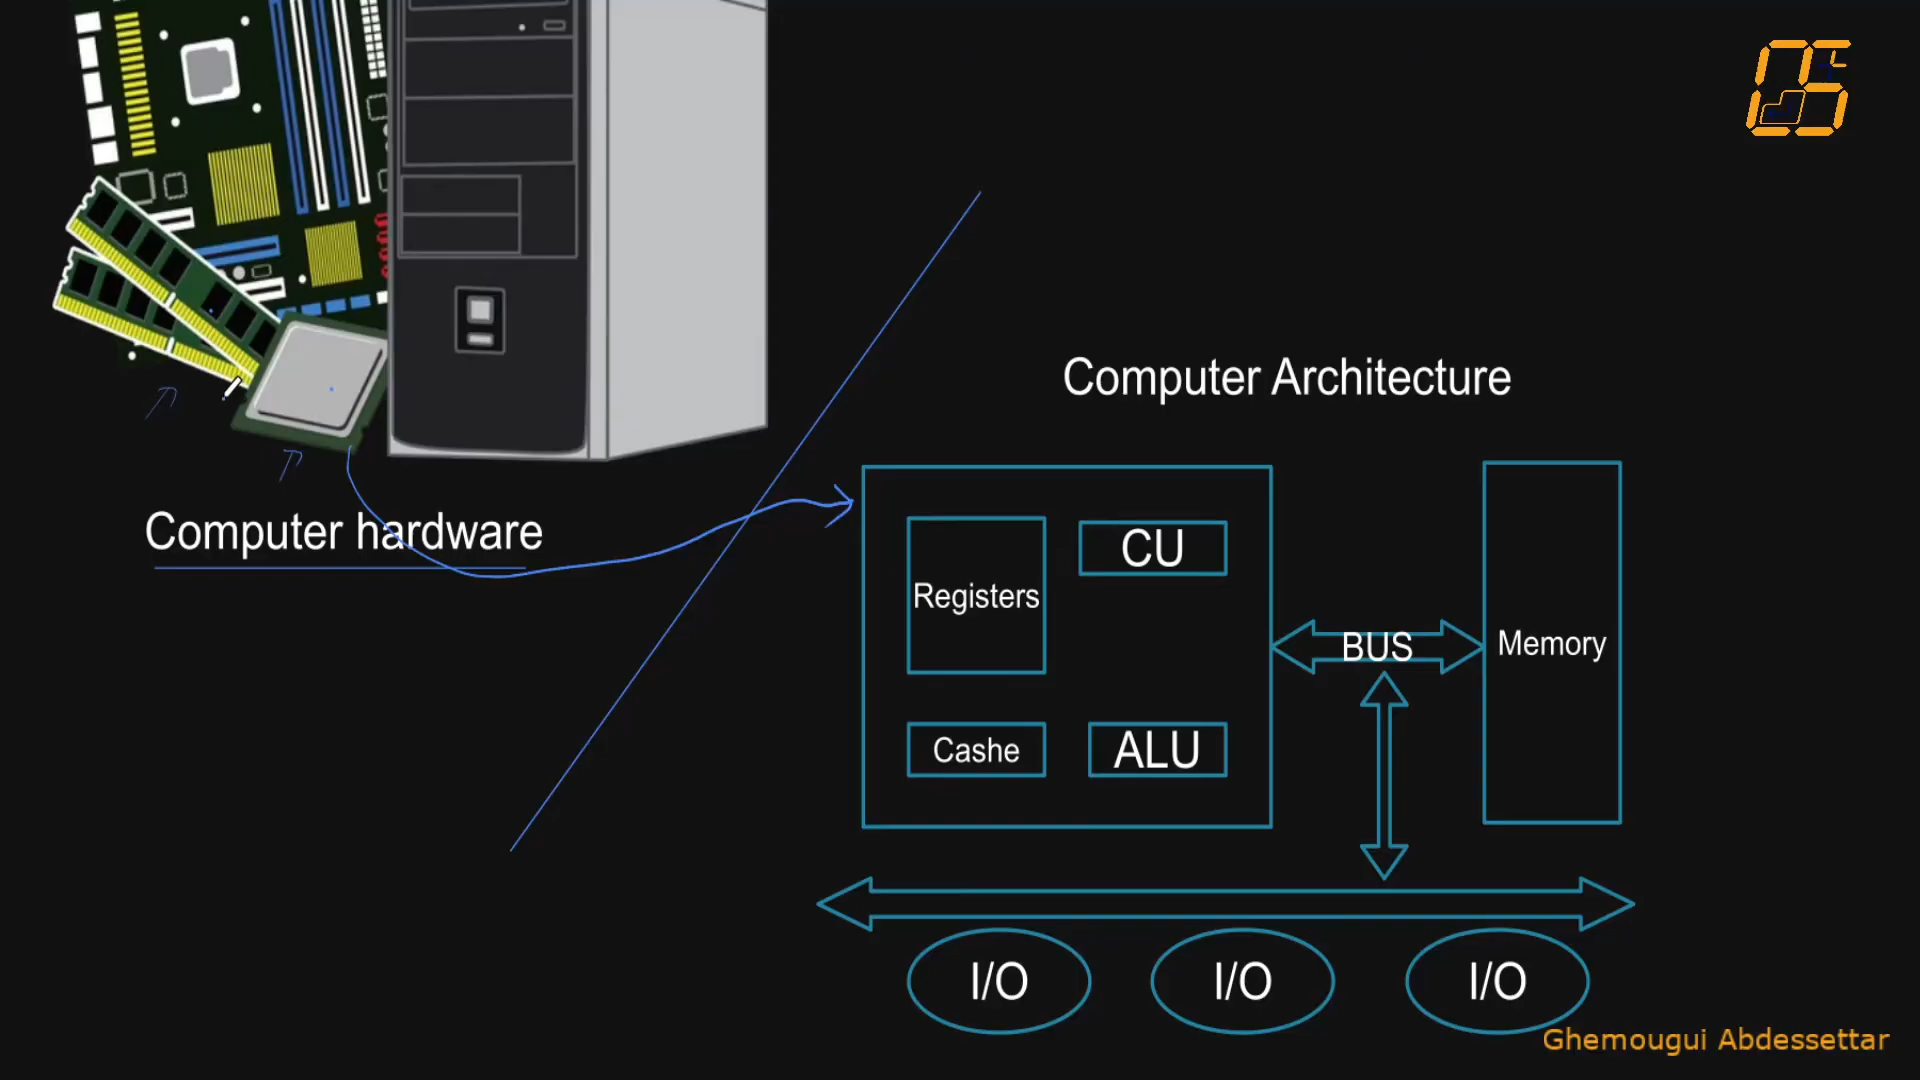 Computer Architecture
Computer hardware
Registers
CU
BUS
Memory
Cashe
ALU
I/O
I/O
I/O
Ghemougui Abdessettar